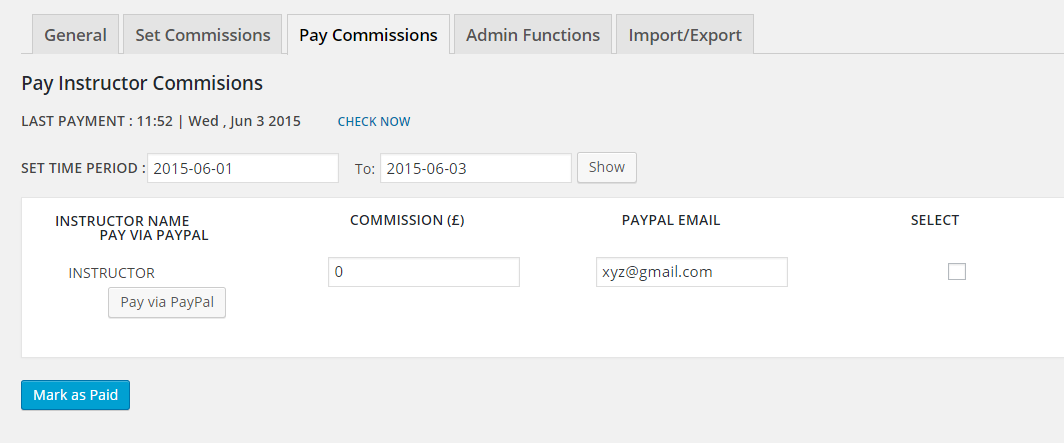 General Set Commissions Pay Commissions Admin Functions Import/Export
Pay Instructor Commisions
LAST PAYMENT : 11:52 | Wed , Jun 3 2015 CHECK NOW
SET TIME PERIOD : 2015-06-01 To: 2015-06-03 Show
INSTRUCTOR NAME COMMISSION (£) PAYPAL EMAIL SELECT
PAY VIA PAYPAL
INSTRUCTOR 0 xyz@gmail.com
Pay via PayPal
Mark as Paid